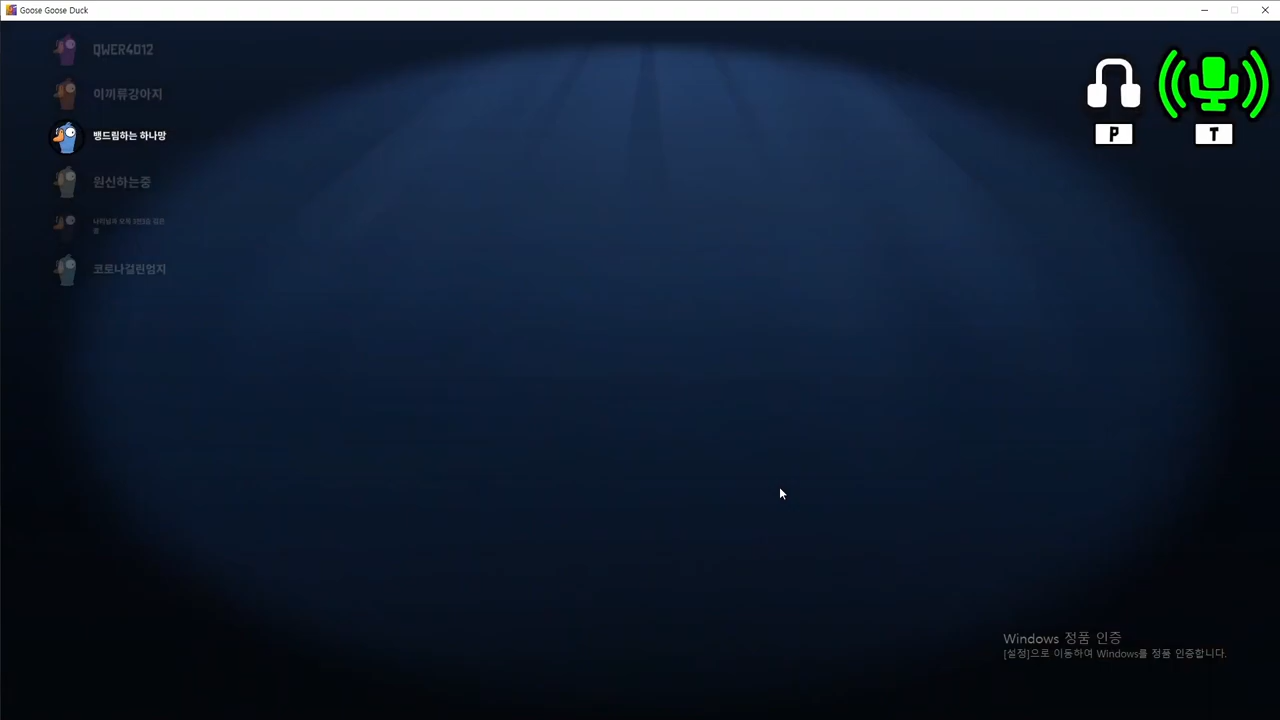 Goose Goose Duck
QWER4012
이끼류강아지
뱅드림하는 하나땅
원신하는중
코로나걸린엄지
P
T
Windows 정품 인증
[설정]으로 이동하여 Windows를 정품 인증합니다.